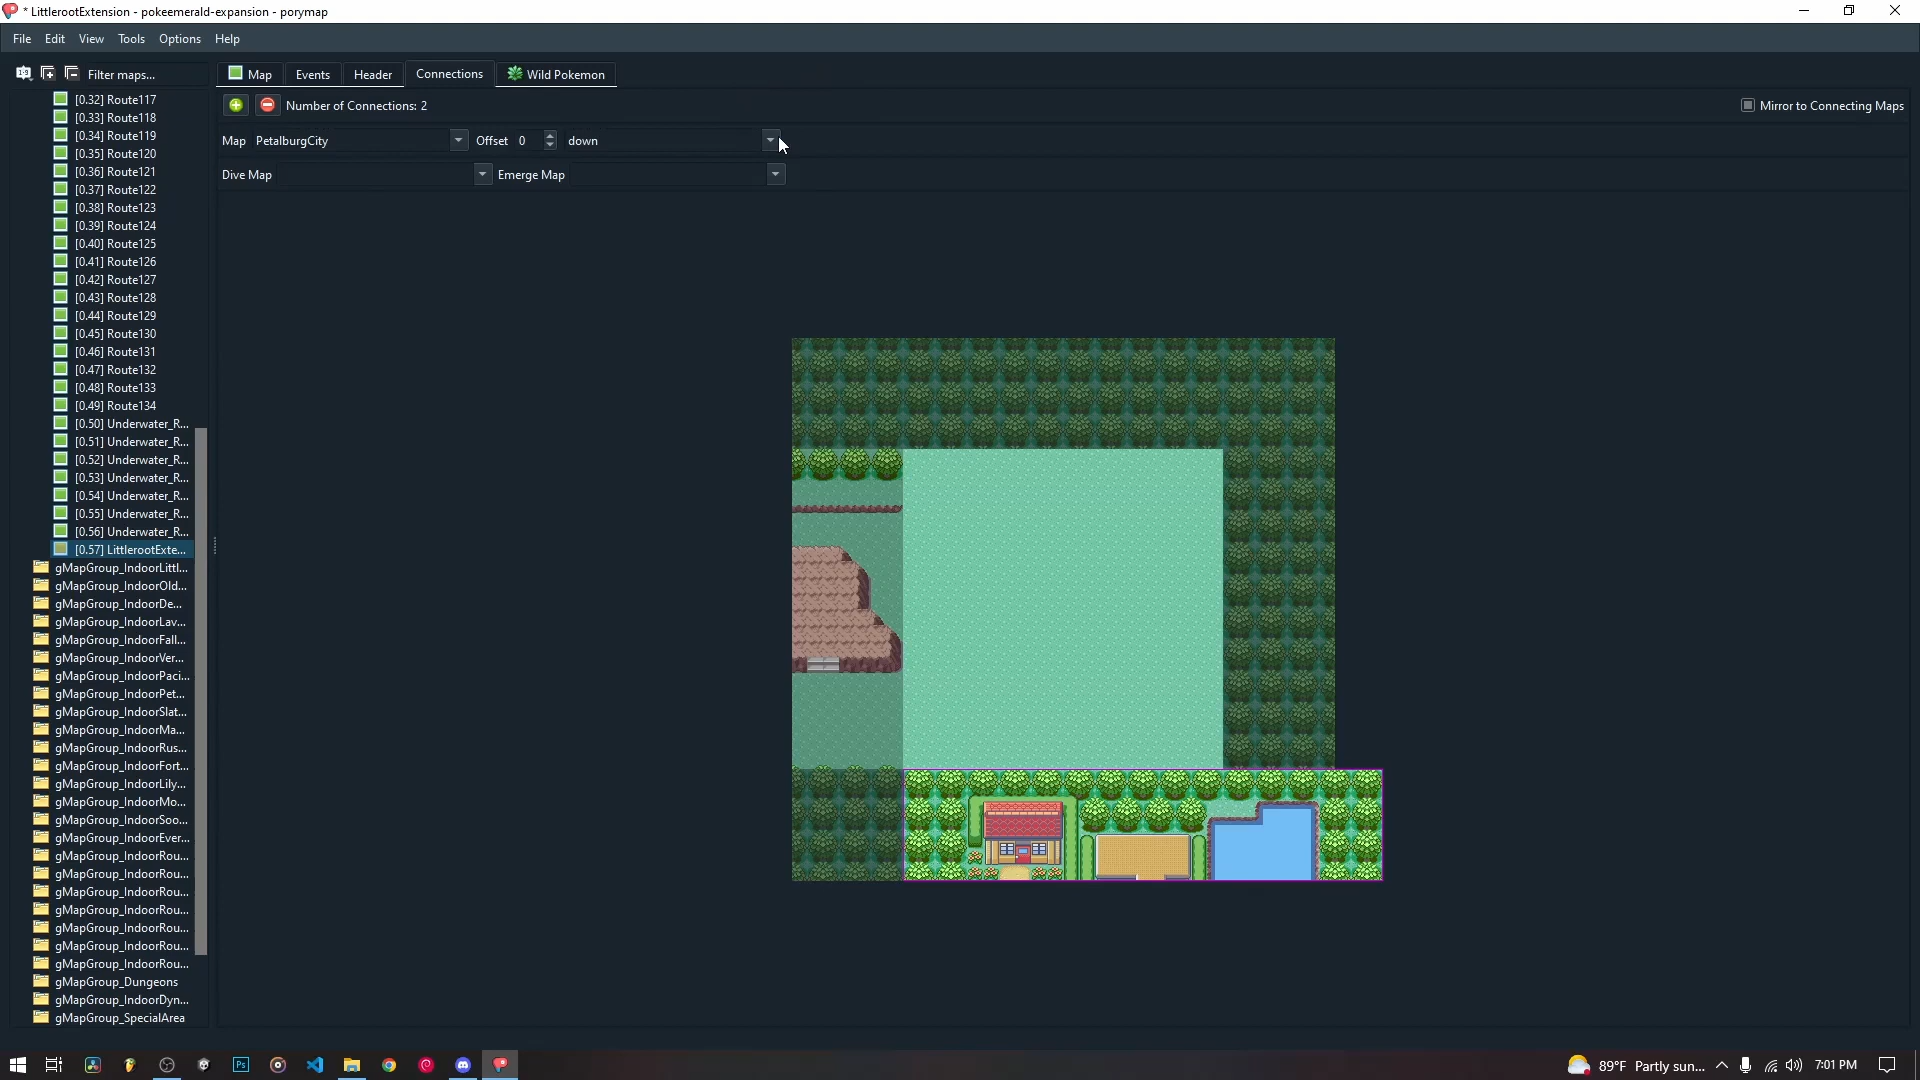 * LittlerootExtension - pokeemerald-expansion - porymap
File Edit View Tools Options Help
Filter maps...
Map Events Header Connections Wild Pokemon
Number of Connections: 2
Mirror to Connecting Maps
Map PetalburgCity Offset 0 down
Dive Map Emerge Map
[0.32] Route117
[0.33] Route118
[0.34] Route119
[0.35] Route120
[0.36] Route121
[0.37] Route122
[0.38] Route123
[0.39] Route124
[0.40] Route125
[0.41] Route126
[0.42] Route127
[0.43] Route128
[0.44] Route129
[0.45] Route130
[0.46] Route131
[0.47] Route132
[0.48] Route133
[0.49] Route134
[0.50] Underwater_R...
[0.51] Underwater_R...
[0.52] Underwater_R...
[0.53] Underwater_R...
[0.54] Underwater_R...
[0.55] Underwater_R...
[0.56] Underwater_R...
[0.57] LittlerootExte...
gMapGroup_IndoorLittl...
gMapGroup_IndoorOld...
gMapGroup_IndoorDe...
gMapGroup_IndoorLav...
gMapGroup_IndoorFall...
gMapGroup_IndoorVer...
gMapGroup_IndoorPaci...
gMapGroup_IndoorPet...
gMapGroup_IndoorSlat...
gMapGroup_IndoorMa...
gMapGroup_IndoorRus...
gMapGroup_IndoorFort...
gMapGroup_IndoorLily...
gMapGroup_IndoorMo...
gMapGroup_IndoorSoo...
gMapGroup_IndoorEver...
gMapGroup_IndoorRou...
gMapGroup_IndoorRou...
gMapGroup_IndoorRou...
gMapGroup_IndoorRou...
gMapGroup_IndoorRou...
gMapGroup_IndoorRou...
gMapGroup_IndoorRou...
gMapGroup_Dungeons
gMapGroup_IndoorDyn...
gMapGroup_SpecialArea
Ps
89°F Partly sun...
7:01 PM